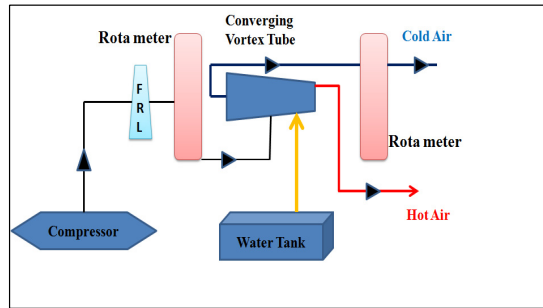 Converging
Vortex Tube
Rota meter
Cold Air
F
R
L
Rota meter
Hot Air
Compressor
Water Tank